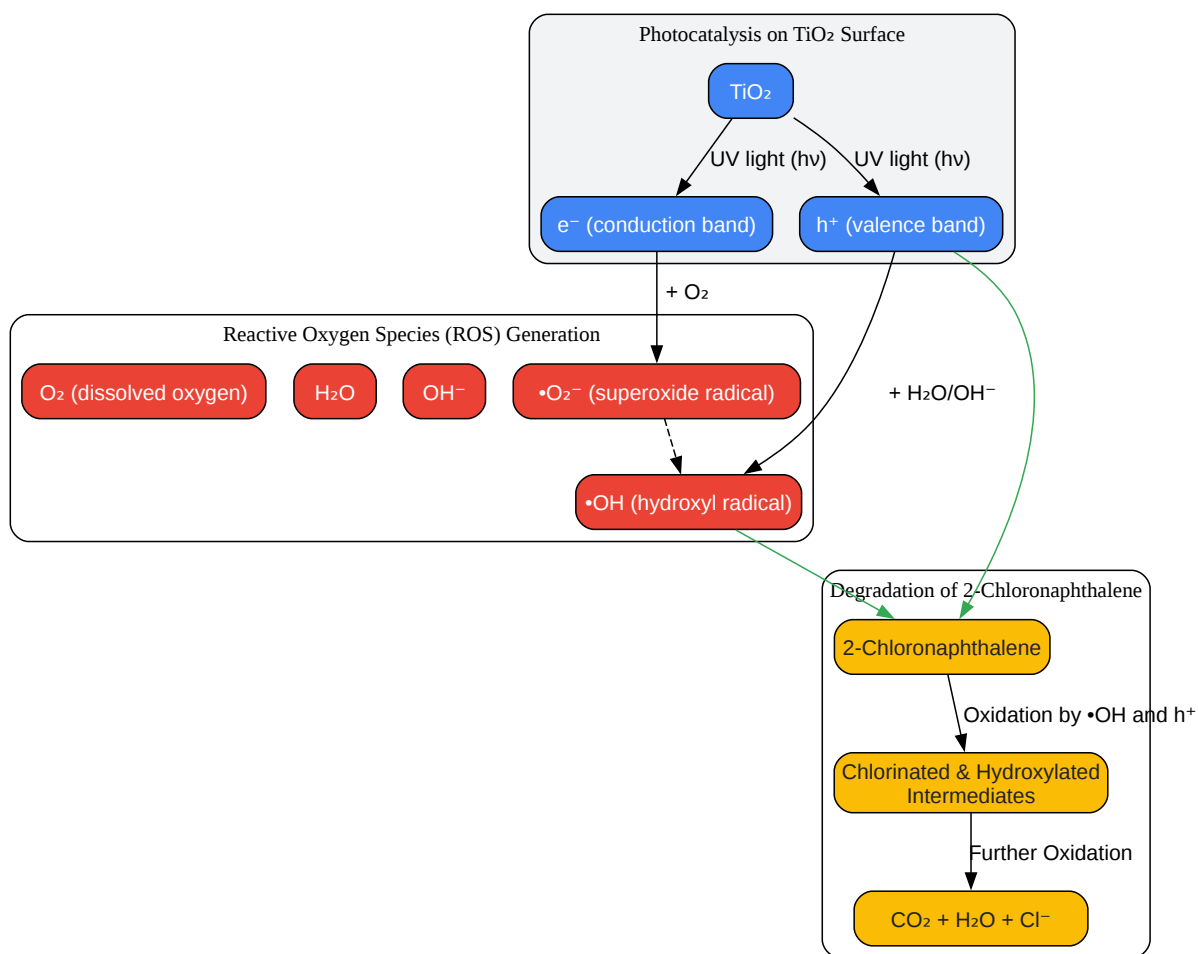 Photocatalysis on TiO₂ Surface
TiO₂
UV light (hν)
UV light (hν)
e⁻ (conduction band)
h⁺ (valence band)
+ O₂
Reactive Oxygen Species (ROS) Generation
O₂ (dissolved oxygen)
H₂O
OH⁻
•O₂⁻ (superoxide radical)
+ H₂O/OH⁻
•OH (hydroxyl radical)
Degradation of 2-Chloronaphthalene
2-Chloronaphthalene
Oxidation by •OH and h⁺
Chlorinated & Hydroxylated
Intermediates
Further Oxidation
CO₂ + H₂O + Cl⁻